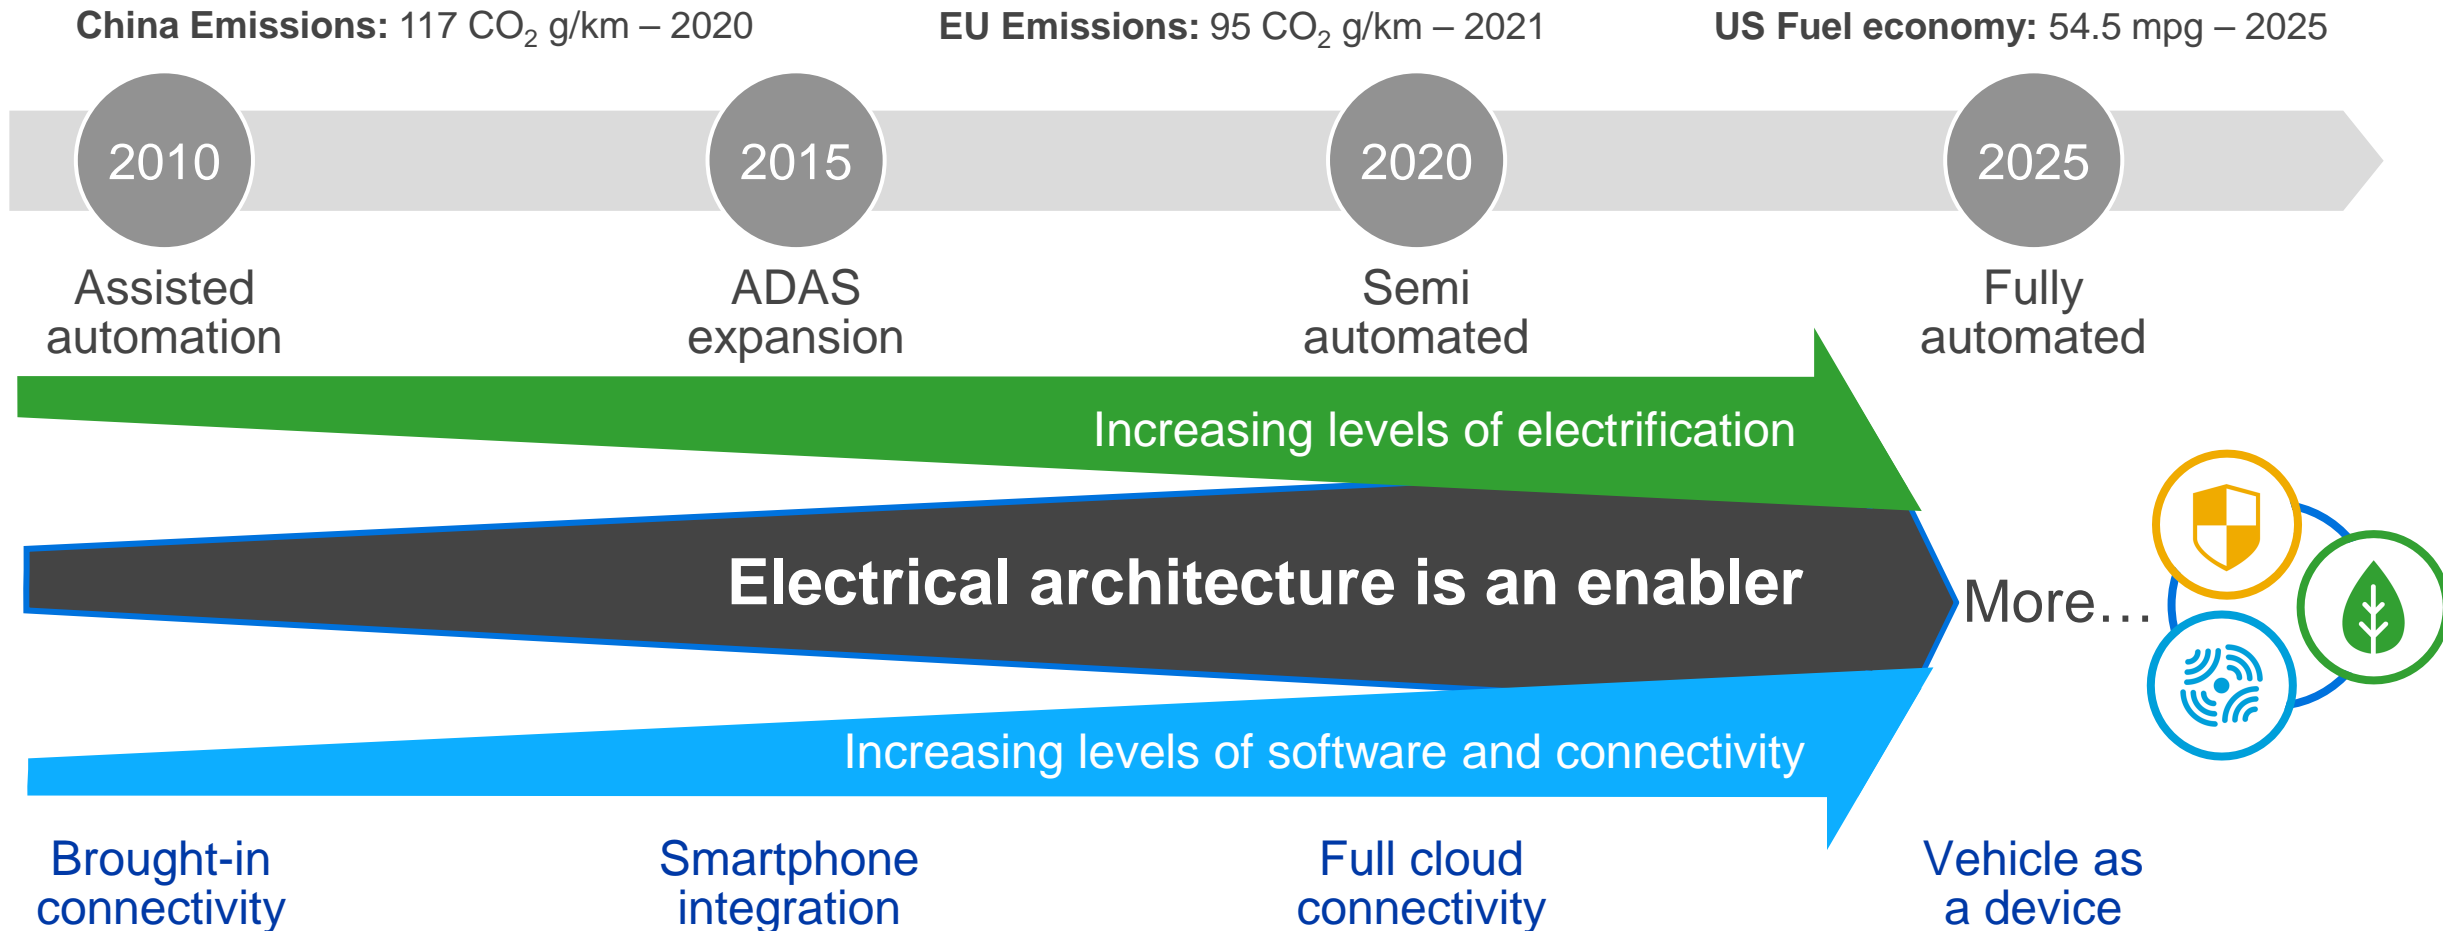 China Emissions: 117 CO₂ g/km – 2020
EU Emissions: 95 CO₂ g/km – 2021
US Fuel economy: 54.5 mpg – 2025
2010
2015
2020
2025
Assisted
automation
ADAS
expansion
Semi
automated
Fully
automated
Increasing levels of electrification
Electrical architecture is an enabler
More…
Increasing levels of software and connectivity
Brought-in
connectivity
Smartphone
integration
Full cloud
connectivity
Vehicle as
a device